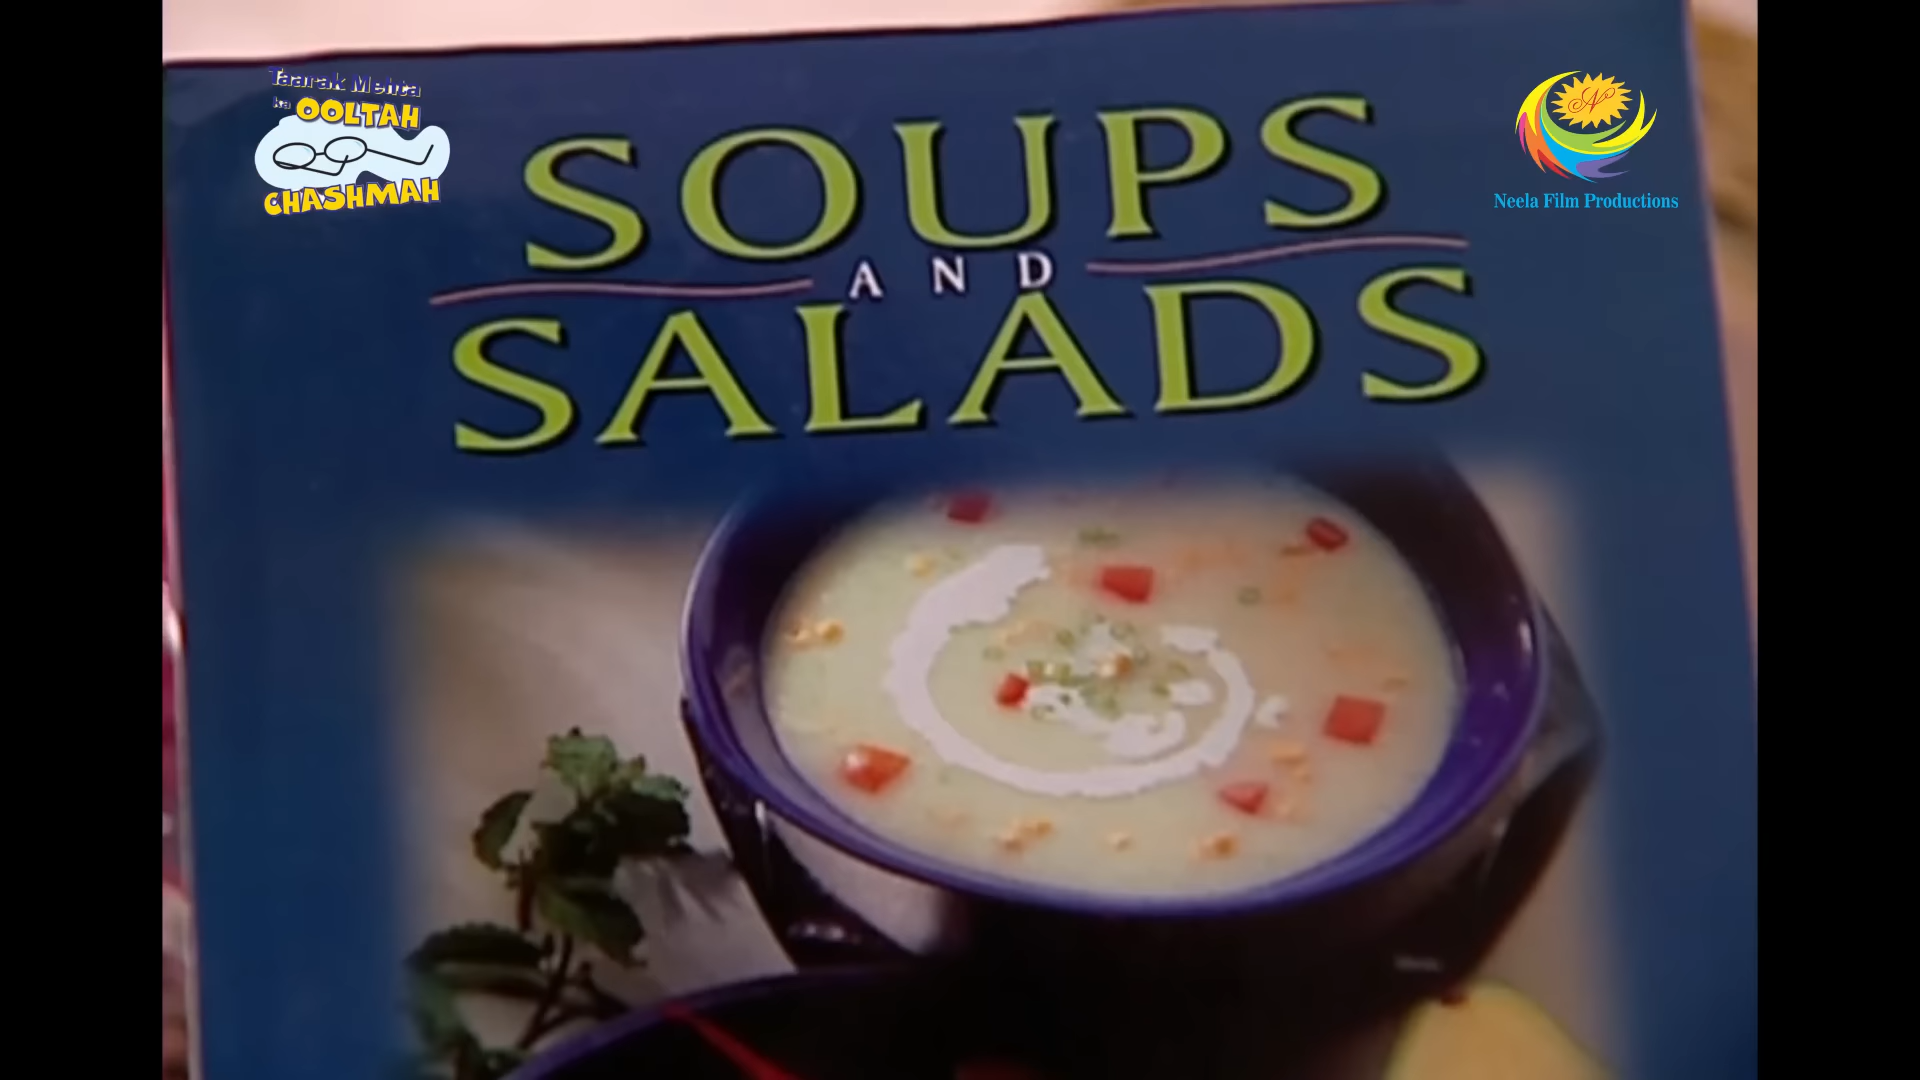 Taarak Mehta
ka OOLTAH
CHASHMAH
SOUPS
AND
SALADS
N
Neela Film Productions